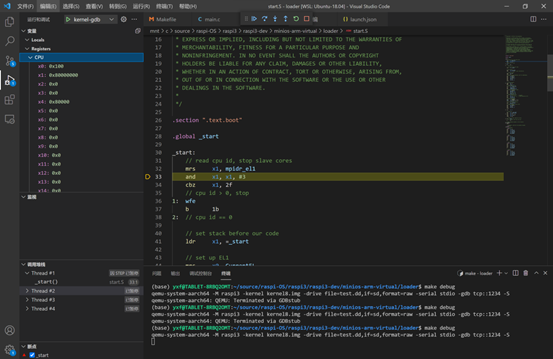 文件(F) 编辑(E) 选择(S) 查看(V) 转到(G) 运行(R) 终端(T) 帮助(H)
start.S - loader [WSL: Ubuntu-18.04] - Visual Studio Code
运行和调试
kernel-gdb
Makefile
main.c
launch.json
mnt > c > source > raspi-OS > raspi3 > raspi3-dev > minios-arm-virtual > loader > start.S
变量
Locals
Registers
CPU
x0: 0x100
x1: 0x80000000
x2: 0x0
x3: 0x0
x4: 0x80000
x5: 0x0
x6: 0x0
x7: 0x0
x8: 0x0
x9: 0x0
x10: 0x0
x11: 0x0
x12: 0x0
x13: 0x0
x14: 0x0
监视
调用堆栈
Thread #1
_start() start.S
Thread #2
Thread #3
Thread #4
断点
_start
16 * EXPRESS OR IMPLIED, INCLUDING BUT NOT LIMITED TO THE WARRANTIES OF
17 * MERCHANTABILITY, FITNESS FOR A PARTICULAR PURPOSE AND
18 * NONINFRINGEMENT. IN NO EVENT SHALL THE AUTHORS OR COPYRIGHT
19 * HOLDERS BE LIABLE FOR ANY CLAIM, DAMAGES OR OTHER LIABILITY,
20 * WHETHER IN AN ACTION OF CONTRACT, TORT OR OTHERWISE, ARISING FROM,
21 * OUT OF OR IN CONNECTION WITH THE SOFTWARE OR THE USE OR OTHER
22 * DEALINGS IN THE SOFTWARE.
23 *
24 */
25
26 .section ".text.boot"
27
28 .global _start
29
30 _start:
31 // read cpu id, stop slave cores
32 mrs x1, mpidr_el1
33 and x1, x1, #3
34 cbz x1, 2f
35 // cpu id > 0, stop
36 1: wfe
37 b 1b
38 2: // cpu id == 0
39
40 // set stack before our code
41 ldr x1, =_start
42
43 // set up EL1
问题 输出 调试控制台 终端
make - loader
(base) yxf@TABLET-8RBQ2OMT:~/source/raspi-OS/raspi3/raspi3-dev/minios-arm-virtual/loader$ make debug
qemu-system-aarch64 -M raspi3 -kernel kernel8.img -drive file=test.dd,if=sd,format=raw -serial stdio -gdb tcp::1234 -S
qemu-system-aarch64: QEMU: Terminated via GDBstub
(base) yxf@TABLET-8RBQ2OMT:~/source/raspi-OS/raspi3/raspi3-dev/minios-arm-virtual/loader$ make debug
qemu-system-aarch64 -M raspi3 -kernel kernel8.img -drive file=test.dd,if=sd,format=raw -serial stdio -gdb tcp::1234 -S
qemu-system-aarch64: QEMU: Terminated via GDBstub
(base) yxf@TABLET-8RBQ2OMT:~/source/raspi-OS/raspi3/raspi3-dev/minios-arm-virtual/loader$ make debug
qemu-system-aarch64 -M raspi3 -kernel kernel8.img -drive file=test.dd,if=sd,format=raw -serial stdio -gdb tcp::1234 -S